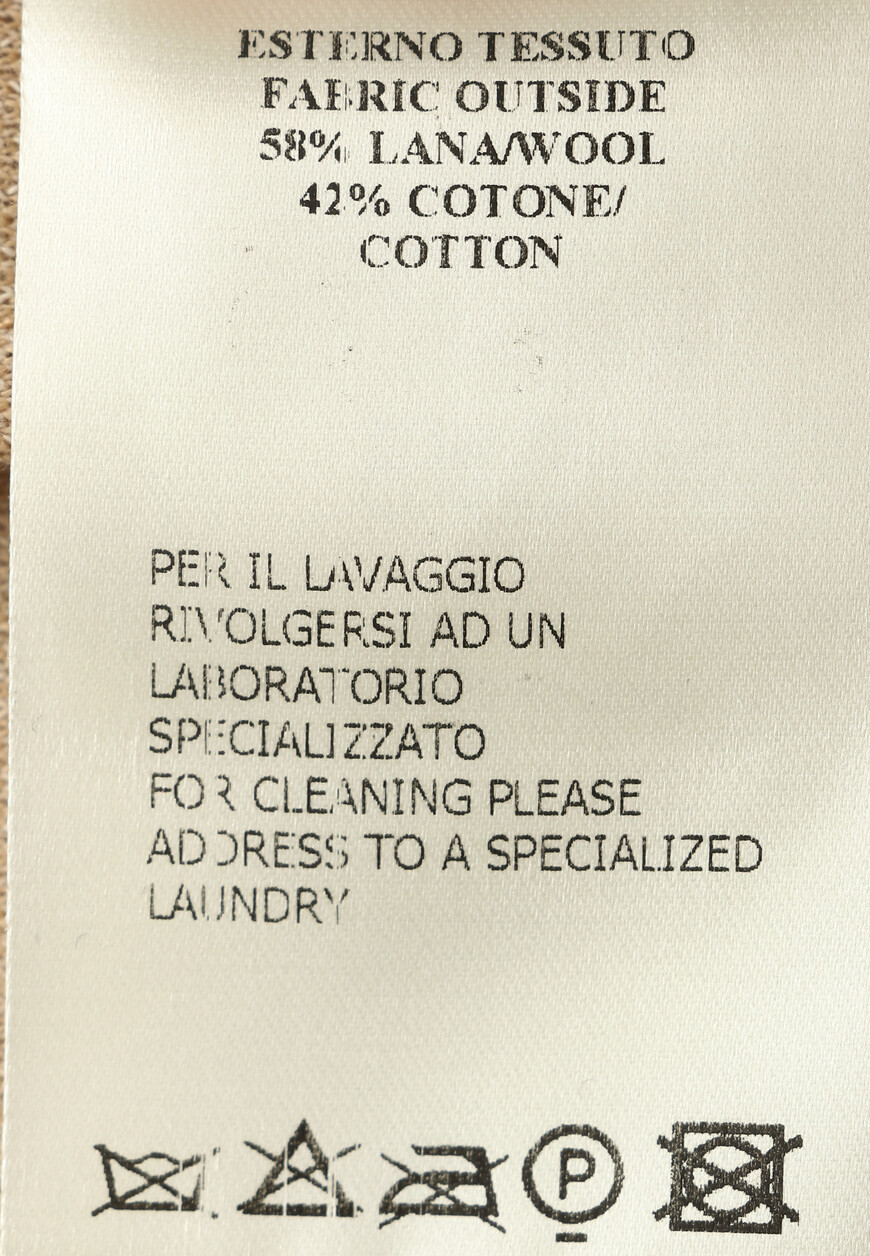 ESTERNO TESSUTO
FABRIC OUTSIDE
58% LANA/WOOL
42% COTONE/
COTTON
PER IL LAVAGGIO
RIVOLGERSI AD UN
LABORATORIO
SPECIALIZZATO
FOR CLEANING PLEASE
ADDRESS TO A SPECIALIZED
LAUNDRY
P